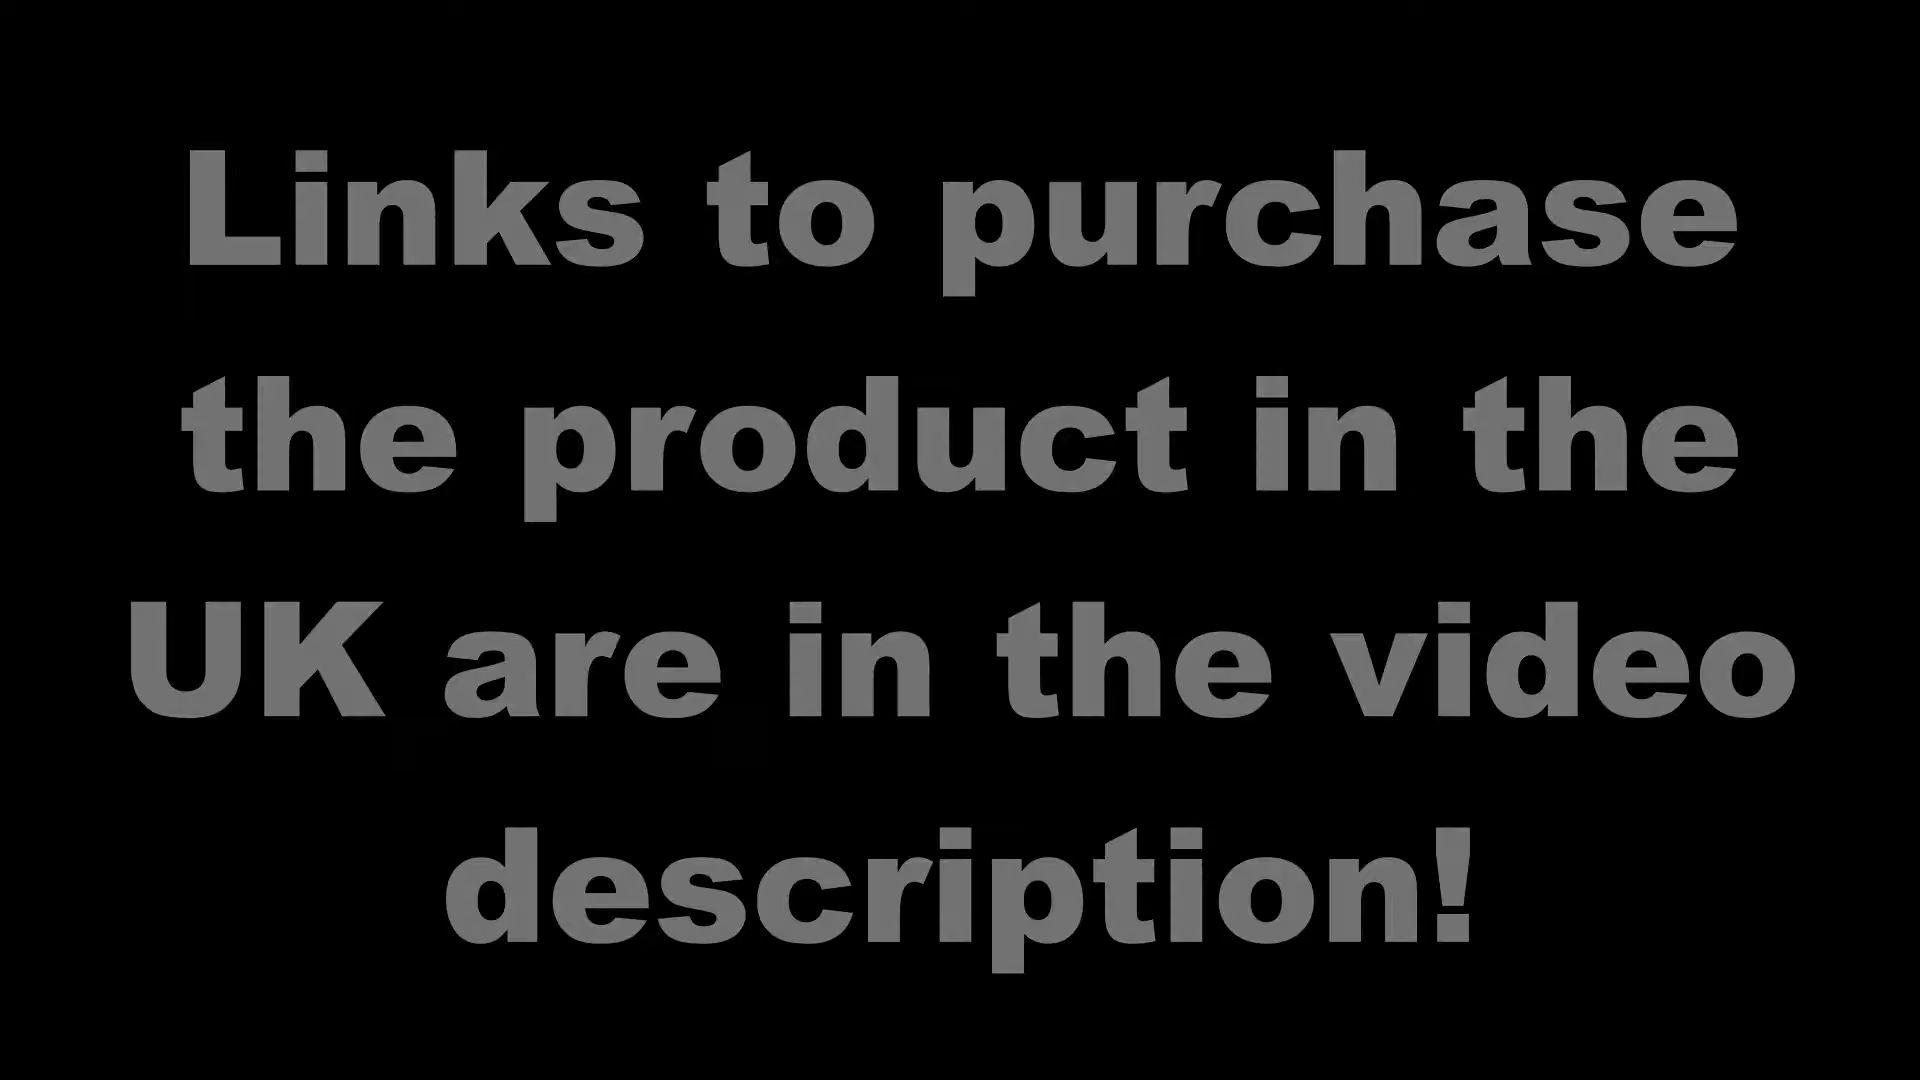 Links to purchase
the product in the
UK are in the video
description!